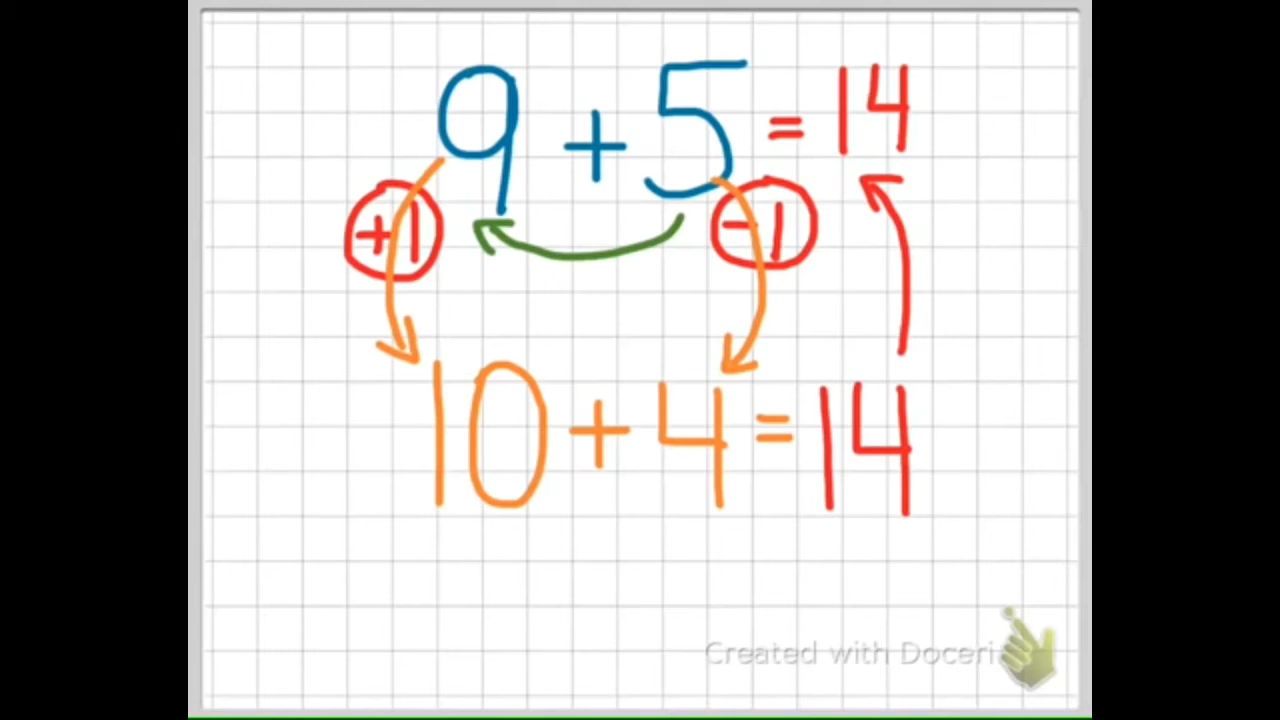 9 + 5 = 14
+1 -1
10 + 4 = 14
Created with Doceri